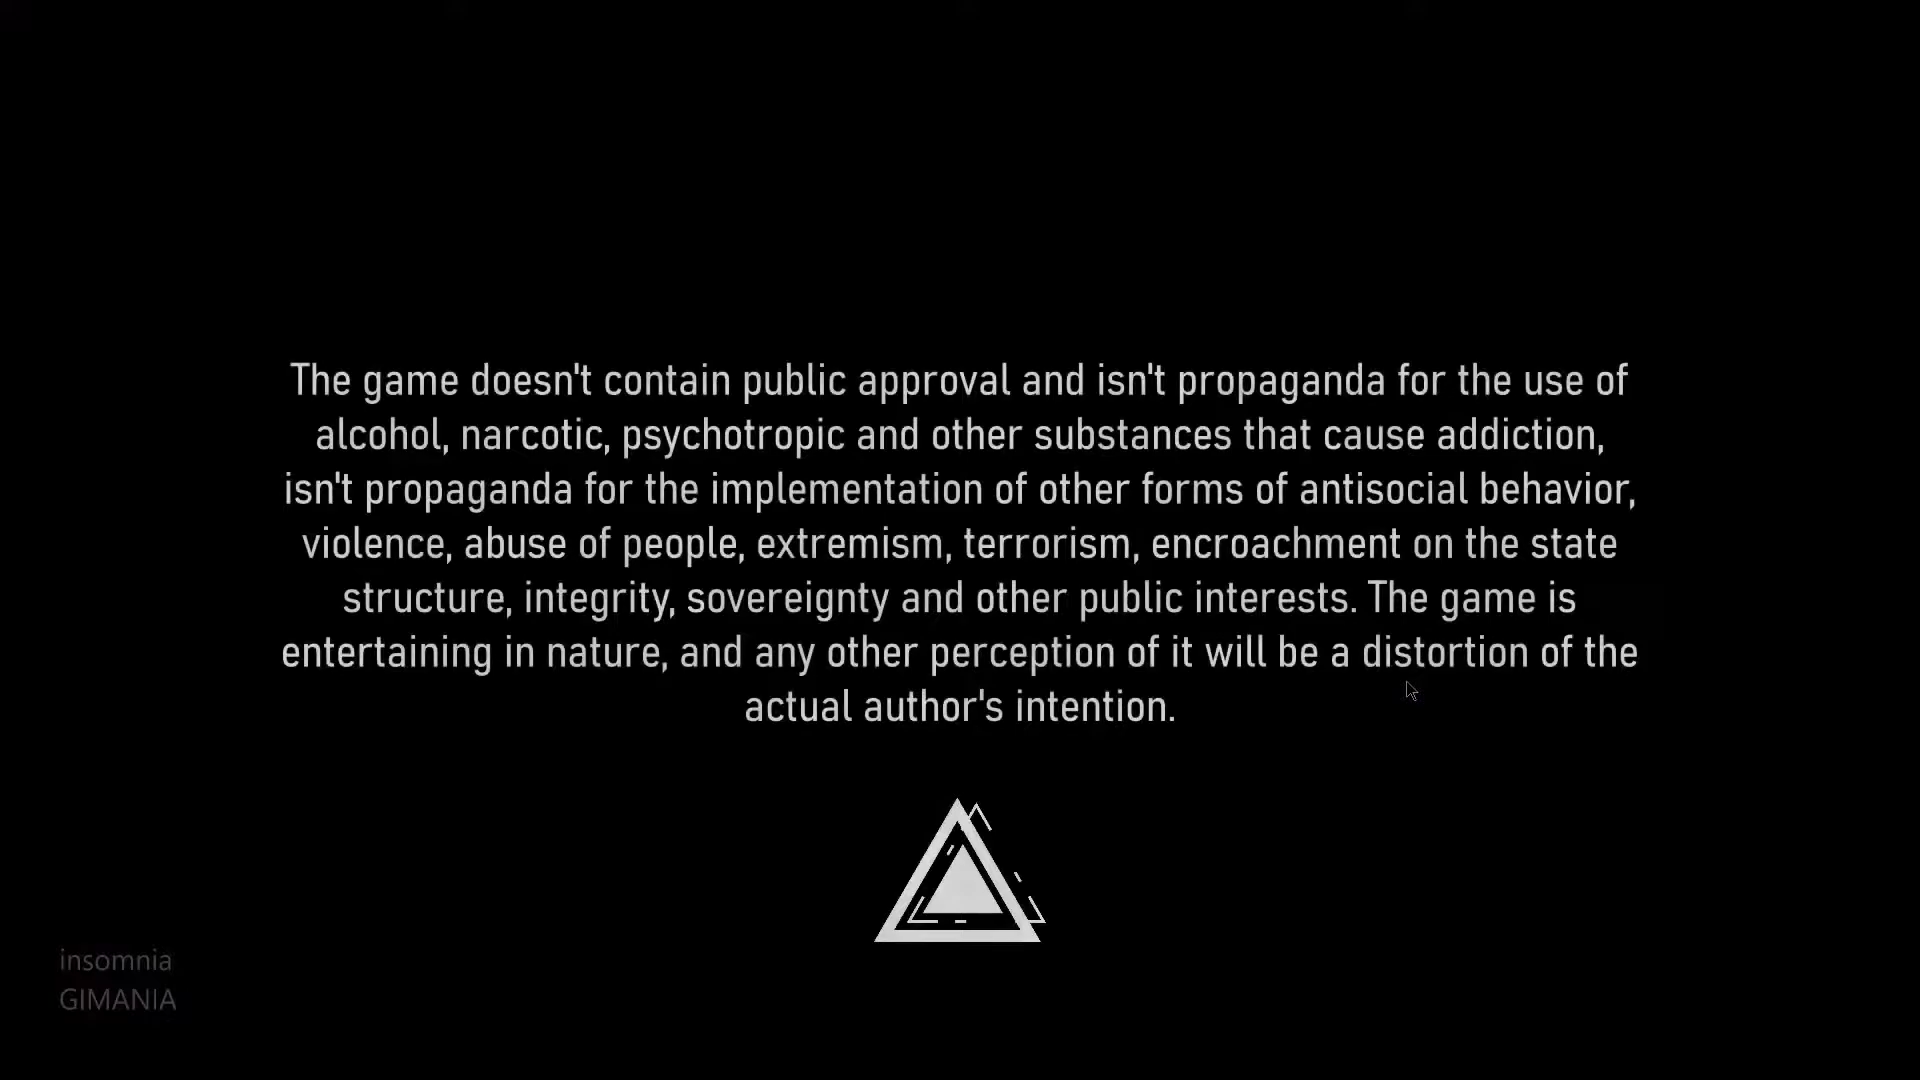 The game doesn't contain public approval and isn't propaganda for the use of
alcohol, narcotic, psychotropic and other substances that cause addiction,
isn't propaganda for the implementation of other forms of antisocial behavior,
violence, abuse of people, extremism, terrorism, encroachment on the state
structure, integrity, sovereignty and other public interests. The game is
entertaining in nature, and any other perception of it will be a distortion of the
actual author's intention.
insomnia
GIMANIA